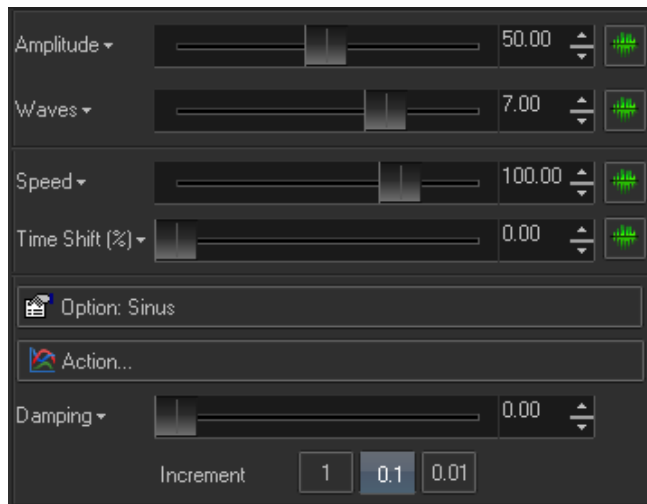 Amplitude 50.00
Waves 7.00
Speed 100.00
Time Shift (%) 0.00
Option: Sinus
Action...
Damping 0.00
Increment 1 0.1 0.01